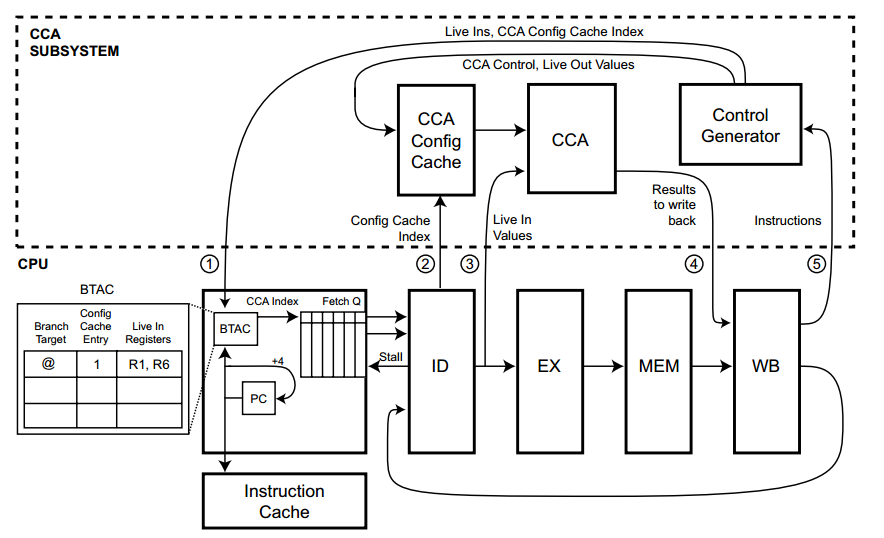 CCA
SUBSYSTEM
Live Ins, CCA Config Cache Index
CCA Control, Live Out Values
CCA
Config
Cache
CCA
Control
Generator
Config Cache
Index
Live In
Values
Results
to write
back
Instructions
CPU
1
2
3
4
5
BTAC
Branch
Target
Config
Cache
Entry
Live In
Registers
@
1
R1, R6
CCA Index
Fetch Q
BTAC
+4
PC
Stall
ID
EX
MEM
WB
Instruction
Cache